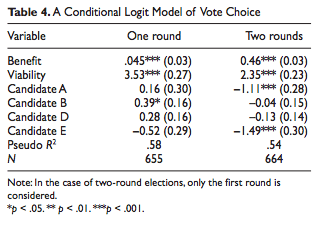 Table 4. A Conditional Logit Model of Vote Choice
Variable One round Two rounds
Benefit .045*** (0.03) 0.46*** (0.03)
Viability 3.53*** (0.27) 2.35*** (0.23)
Candidate A 0.16 (0.30) −1.11*** (0.28)
Candidate B 0.39* (0.16) −0.04 (0.15)
Candidate D 0.28 (0.16) −0.13 (0.14)
Candidate E −0.52 (0.29) −1.49*** (0.30)
Pseudo R² .58 .54
N 655 664
Note: In the case of two-round elections, only the first round is
considered.
*p < .05. ** p < .01. ***p < .001.